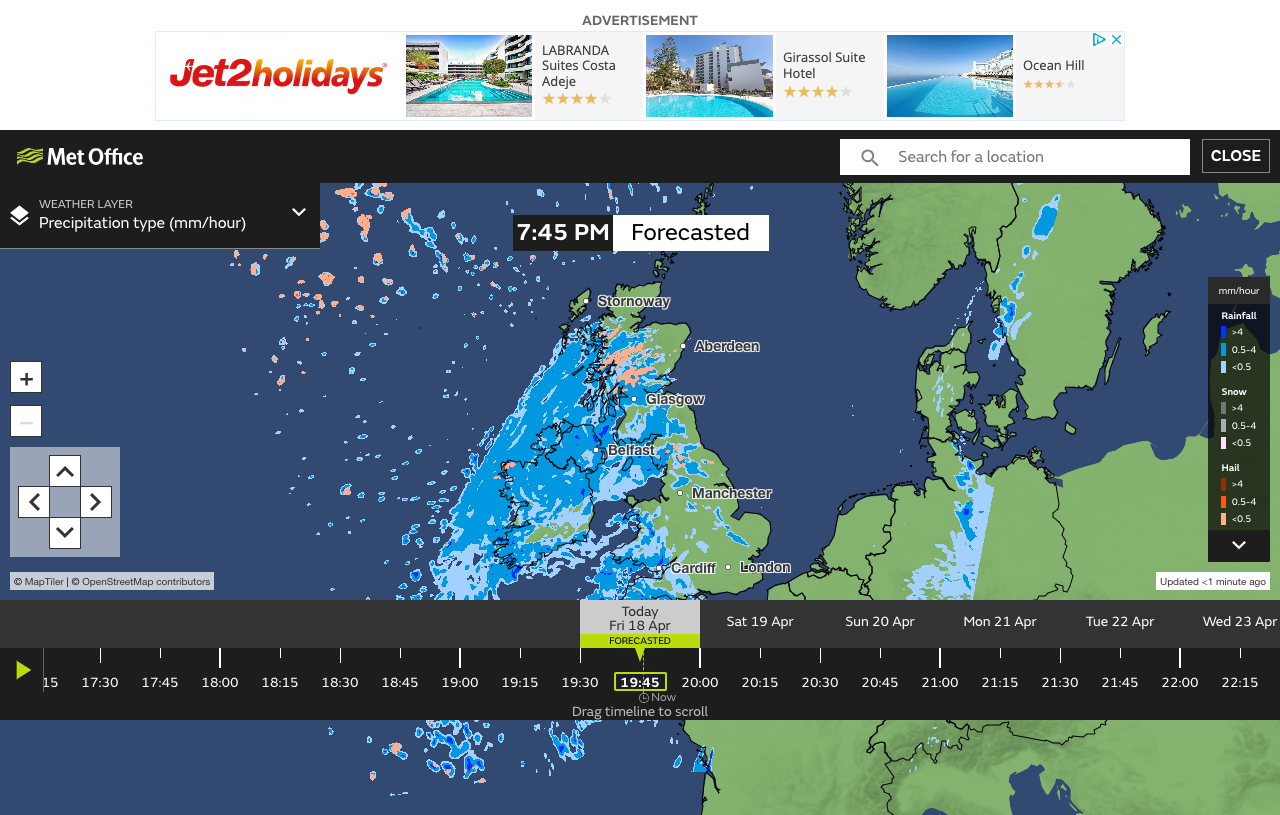 ADVERTISEMENT
Jet2holidays
LABRANDA
Suites Costa
Adeje
Girassol Suite
Hotel
Ocean Hill
Met Office
Search for a location
CLOSE
WEATHER LAYER
Precipitation type (mm/hour)
7:45 PM Forecasted
Stornoway
Aberdeen
Glasgow
Belfast
Manchester
Cardiff
London
mm/hour
Rainfall
>4
0.5-4
<0.5
Snow
>4
0.5-4
<0.5
Hail
>4
0.5-4
<0.5
+
−
© MapTiler | © OpenStreetMap contributors
Updated <1 minute ago
Today
Fri 18 Apr
FORECASTED
Sat 19 Apr
Sun 20 Apr
Mon 21 Apr
Tue 22 Apr
Wed 23 Apr
15 17:30 17:45 18:00 18:15 18:30 18:45 19:00 19:15 19:30 19:45 20:00 20:15 20:30 20:45 21:00 21:15 21:30 21:45 22:00 22:15
Now
Drag timeline to scroll